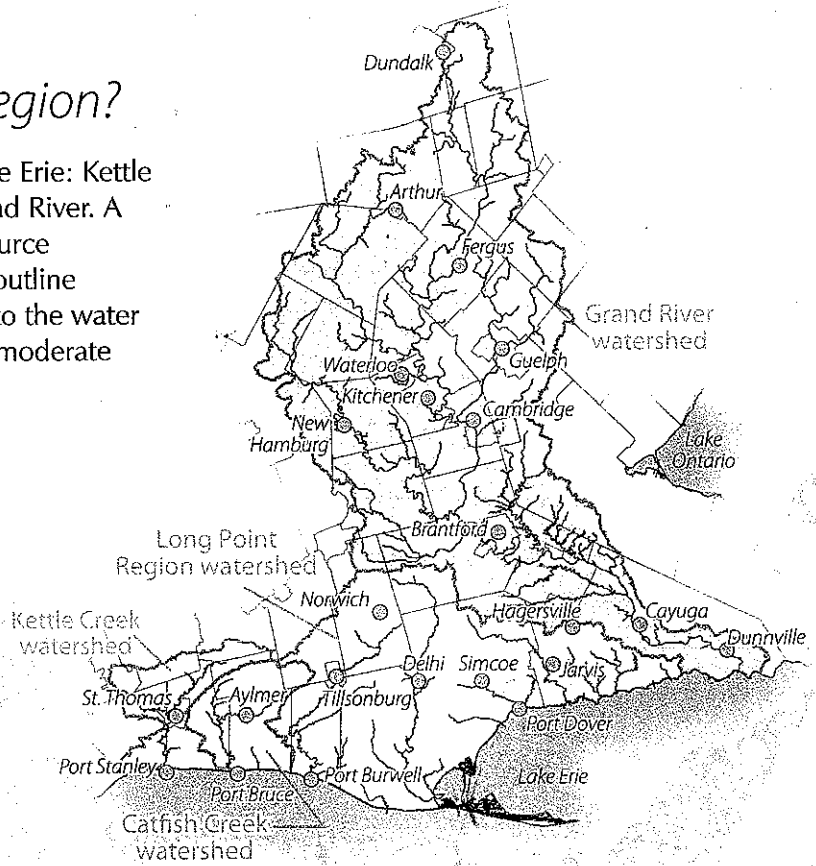 egion?
e Erie: Kettle
nd River. A
urce
outline
to the water
moderate
Dundalk
Arthur
Fergus
Grand River
watershed
Guelph
Waterloo
Kitchener
Cambridge
New
Hamburg
Lake
Ontario
Brantford
Long Point
Region watershed
Norwich
Hagersville
Cayuga
Kettle Creek
watershed
Dunnville
Delhi
Simcoe
Jarvis
St. Thomas
Aylmer
Tillsonburg
Port Dover
Port Stanley
Port Bruce
Port Burwell
Lake Erie
Catfish Creek
watershed